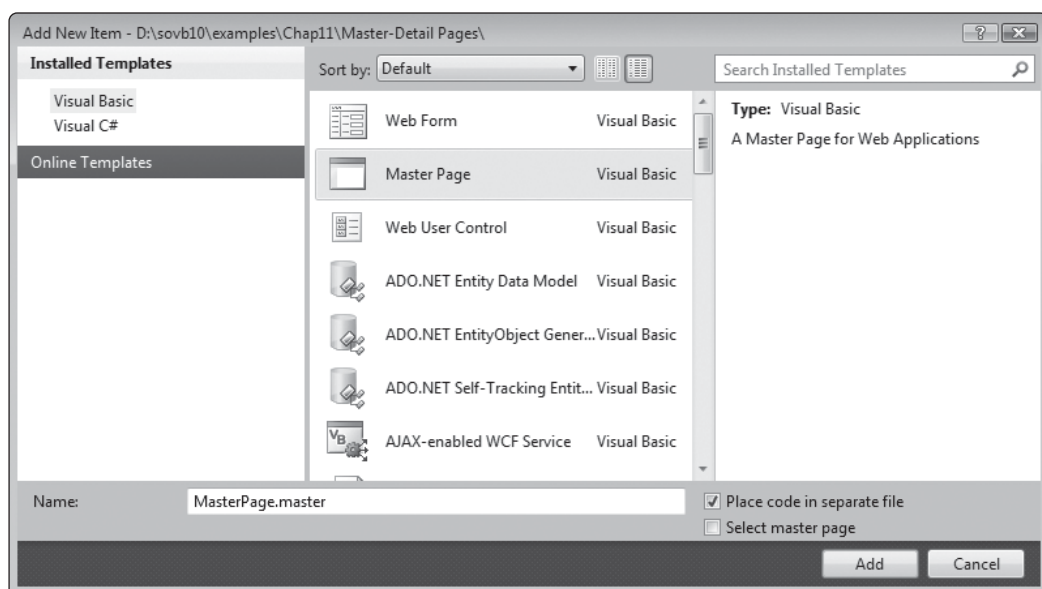 Add New Item - D:\sovb10\examples\Chap11\Master-Detail Pages\
Installed Templates
Visual Basic
Visual C#
Online Templates
Sort by: Default
Web Form Visual Basic
Master Page Visual Basic
Web User Control Visual Basic
ADO.NET Entity Data Model Visual Basic
ADO.NET EntityObject Gener... Visual Basic
ADO.NET Self-Tracking Entit... Visual Basic
AJAX-enabled WCF Service Visual Basic
Search Installed Templates
Type: Visual Basic
A Master Page for Web Applications
Name: MasterPage.master
Place code in separate file
Select master page
Add Cancel